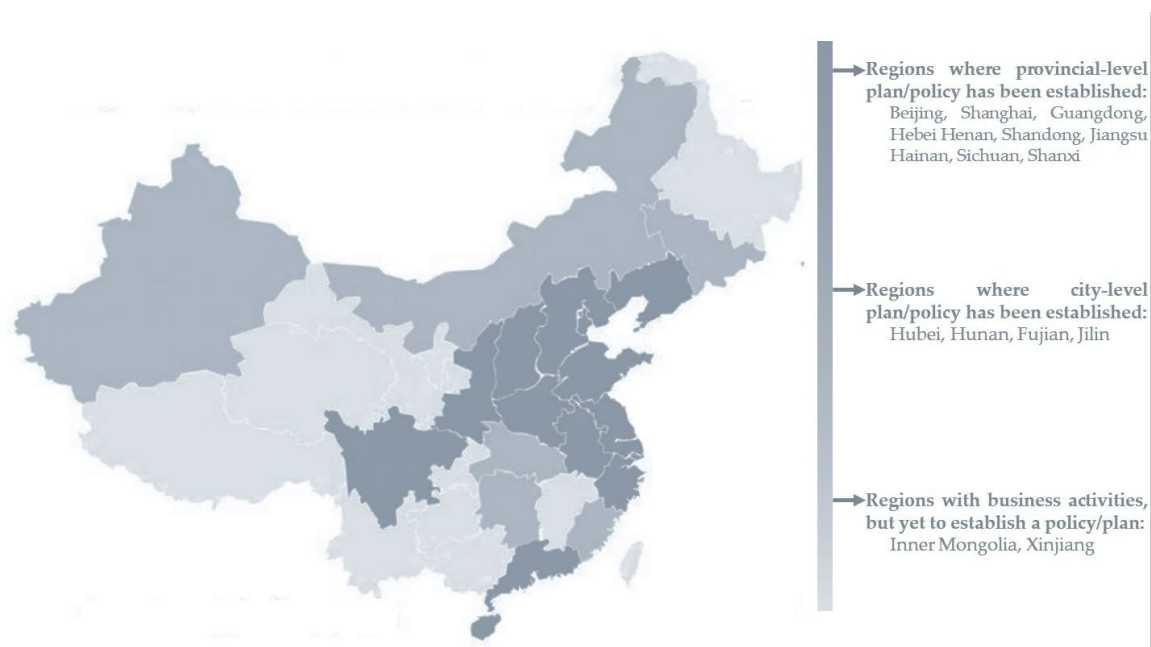 Regions where provincial-level
plan/policy has been established:
Beijing, Shanghai, Guangdong,
Hebei Henan, Shandong, Jiangsu
Hainan, Sichuan, Shanxi
Regions where city-level
plan/policy has been established:
Hubei, Hunan, Fujian, Jilin
Regions with business activities,
but yet to establish a policy/plan:
Inner Mongolia, Xinjiang